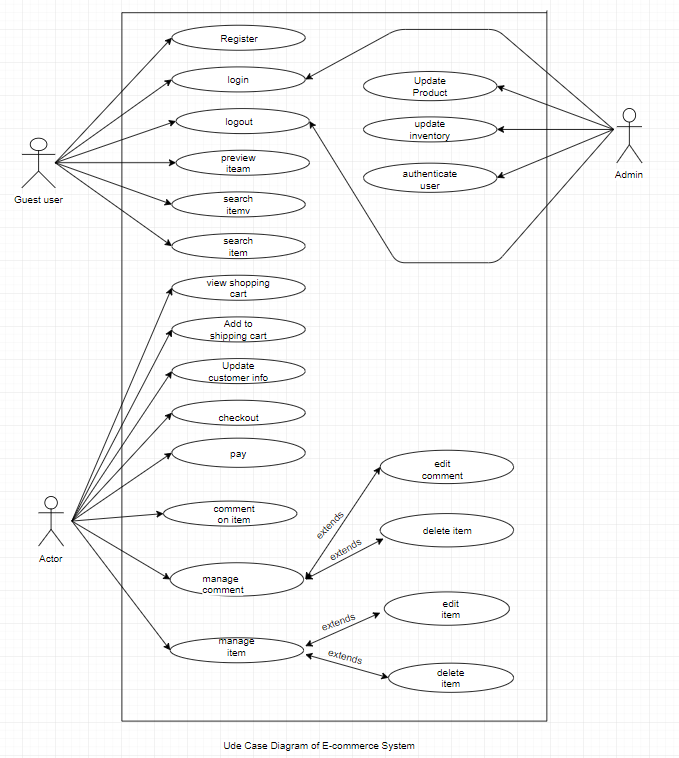 Register
login
logout
preview
iteam
search
itemv
search
item
view shopping
cart
Add to
shipping cart
Update
customer info
checkout
pay
comment
on item
manage
comment
manage
item
Update
Product
update
inventory
authenticate
user
Guest user
Admin
Actor
edit
comment
extends
delete item
extends
edit
item
extends
delete
item
extends
Ude Case Diagram of E-commerce System